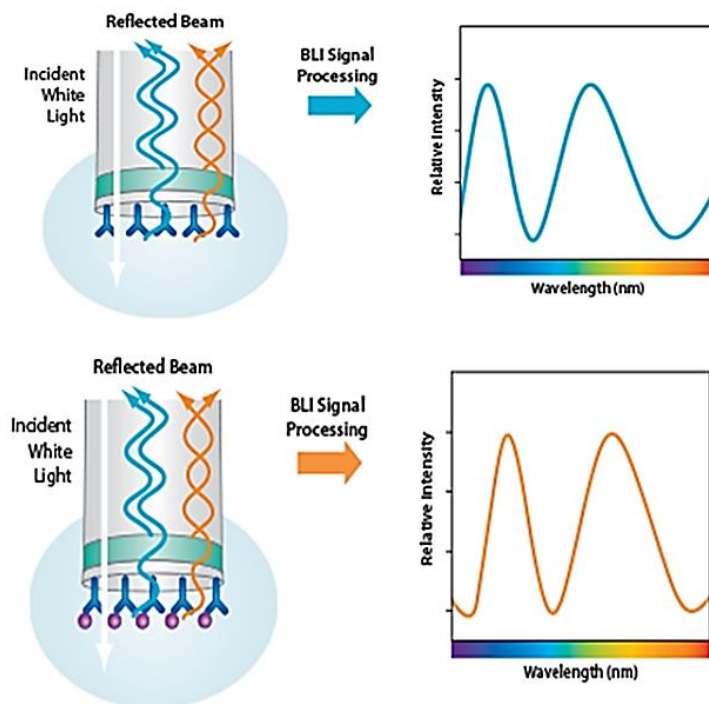 Reflected Beam
Incident
White
Light
BLI Signal
Processing
Relative Intensity
Wavelength (nm)
Reflected Beam
Incident
White
Light
BLI Signal
Processing
Relative Intensity
Wavelength (nm)